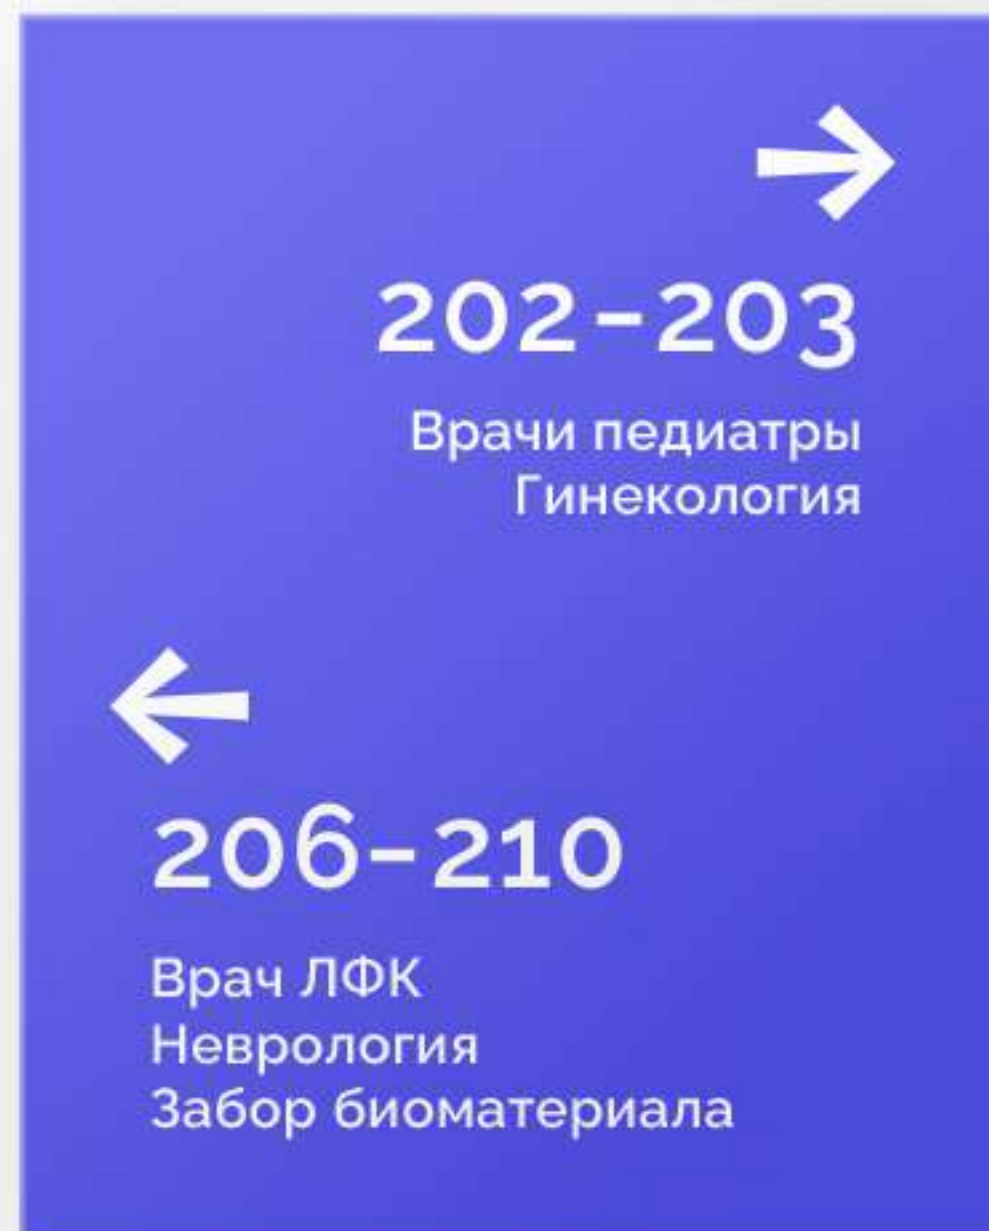 202-203
Врачи педиатры
Гинекология
206-210
Врач ЛФК
Неврология
Забор биоматериала